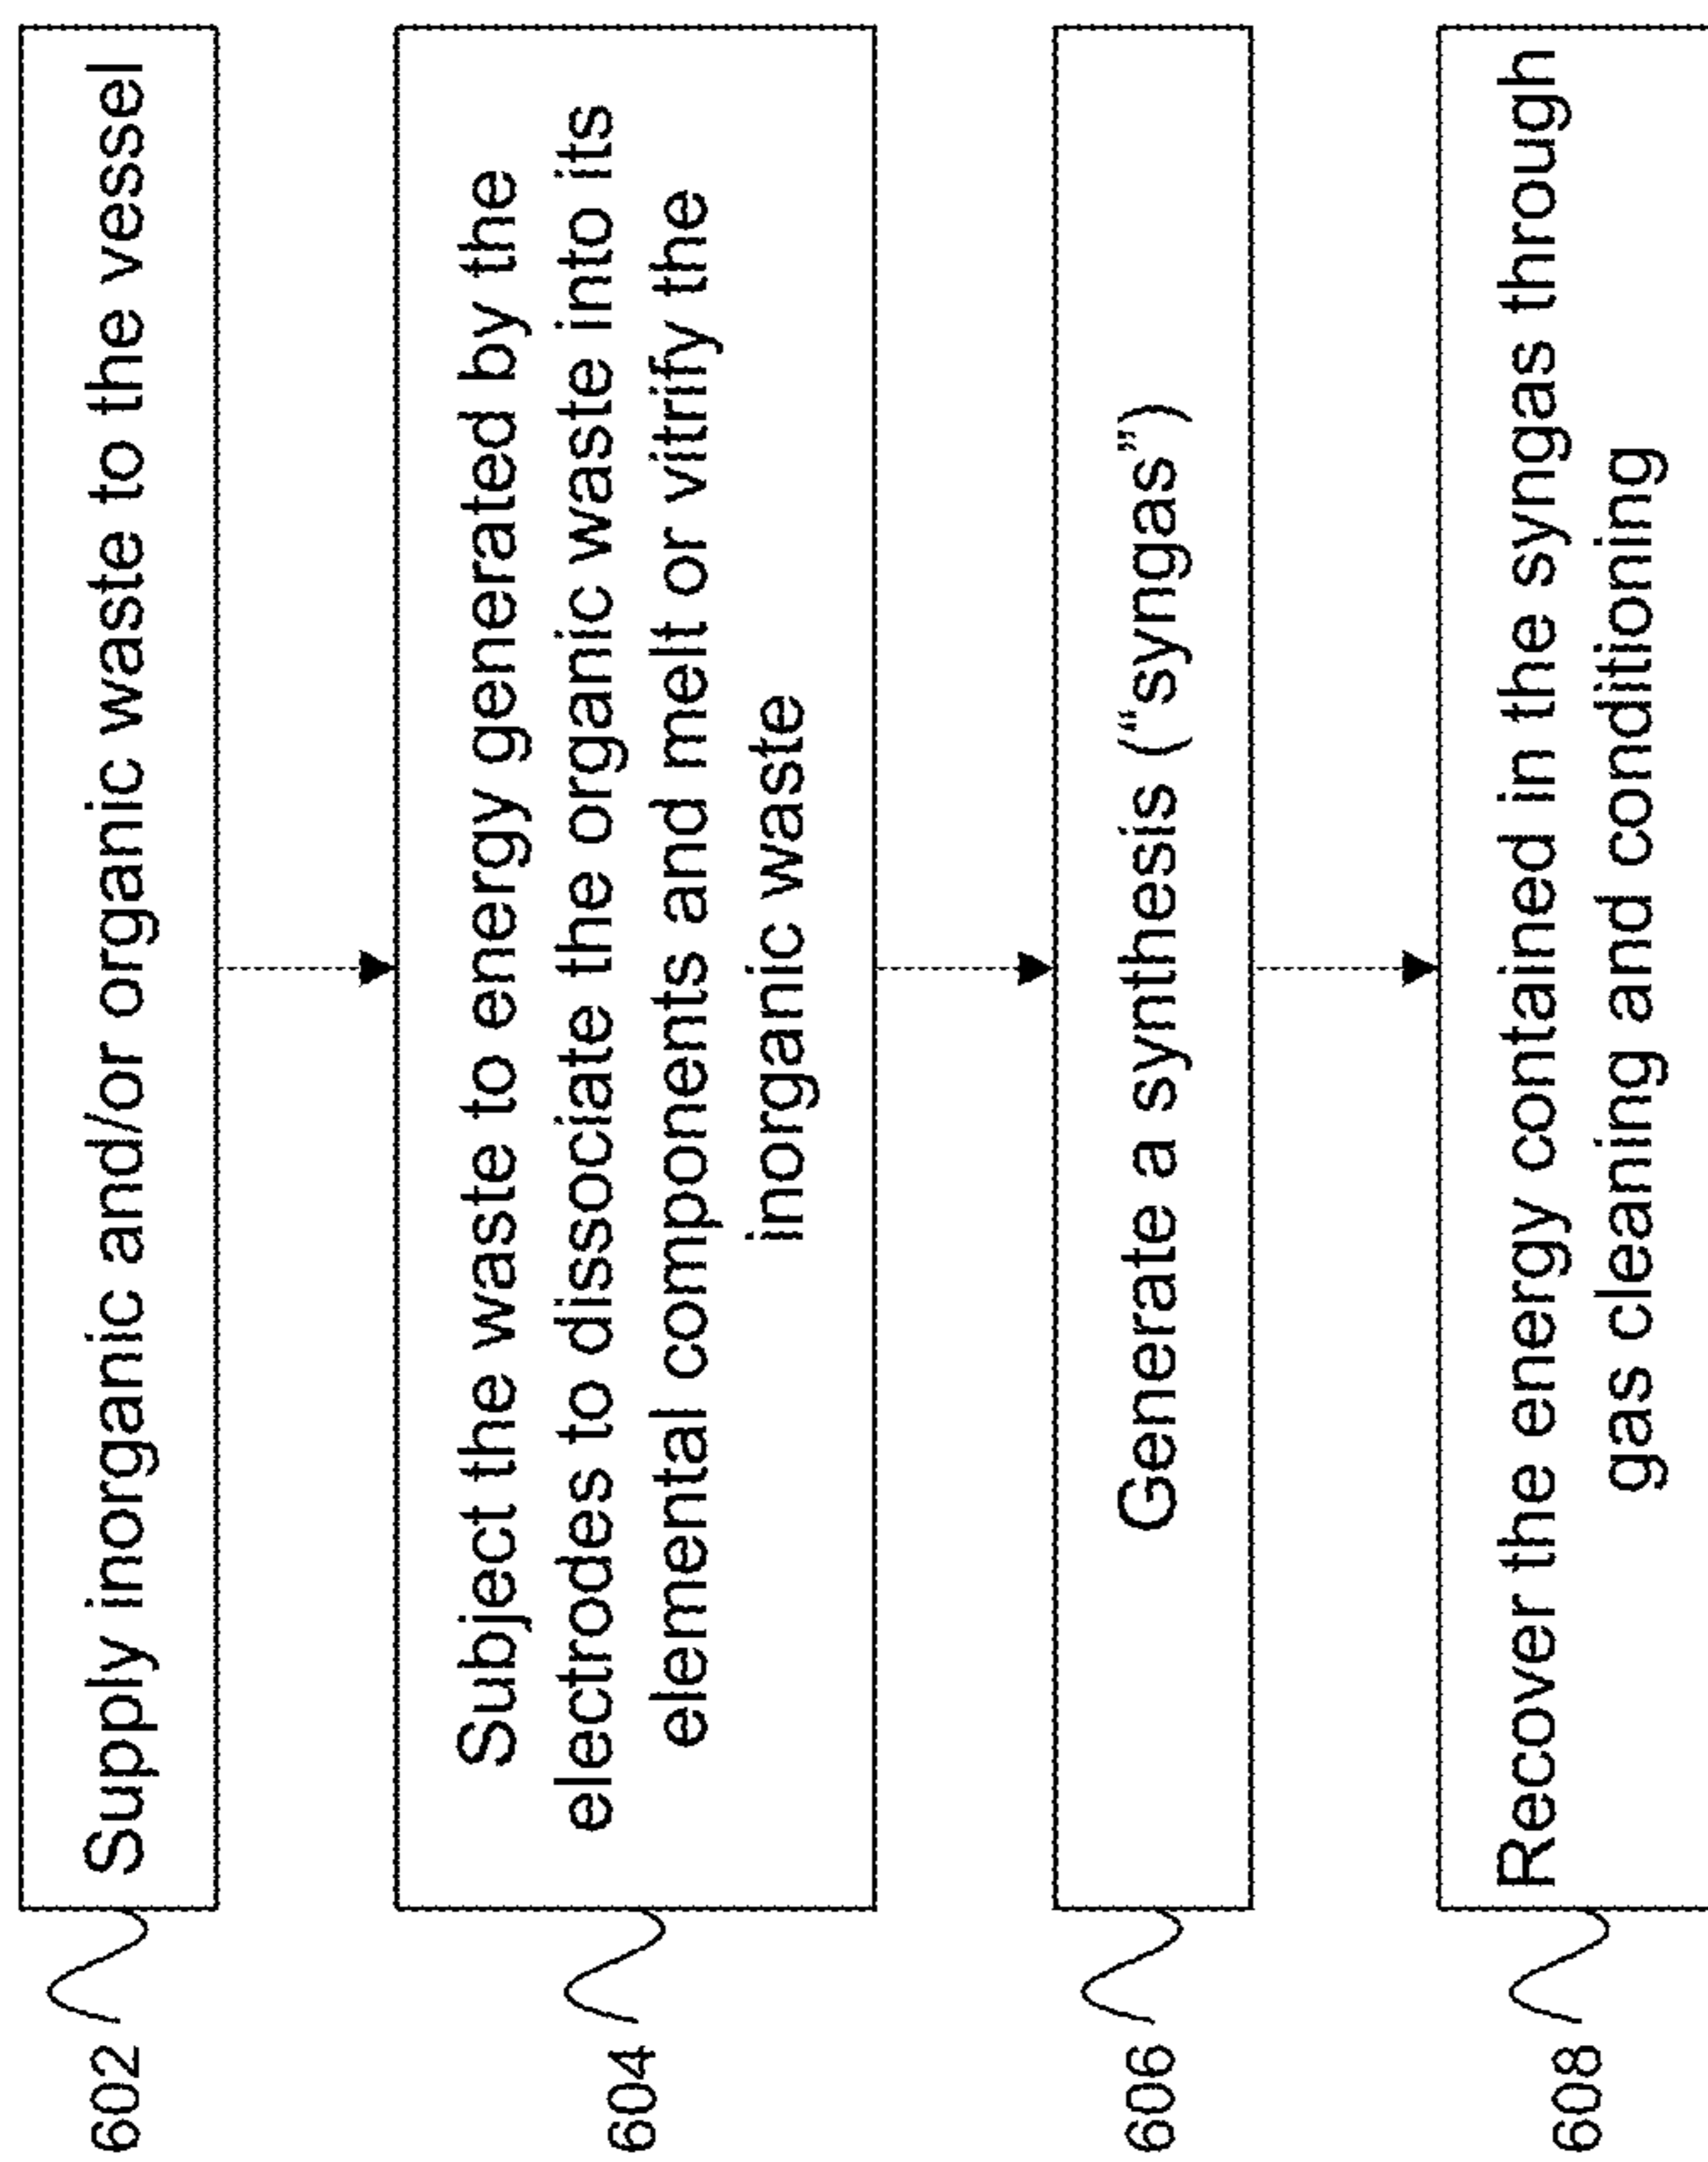 602
Supply inorganic and/or organic waste to the vessel
604
Subject the waste to energy generated by the
electrodes to dissociate the organic waste into its
elemental components and melt or vitrify the
inorganic waste
606
Generate a synthesis (“syngas”)
608
Recover the energy contained in the syngas through
gas cleaning and conditioning